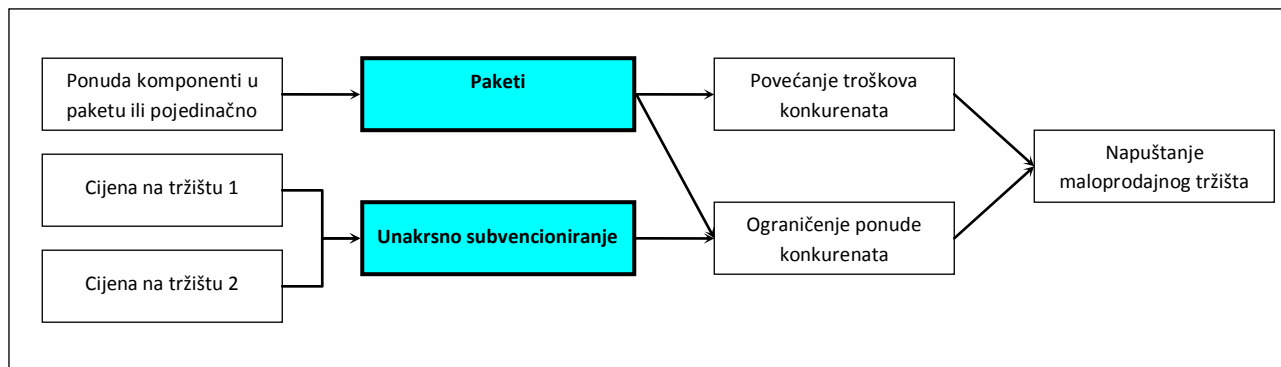 Ponuda komponenti u
paketu ili pojedinačno
Cijena na tržištu 1
Cijena na tržištu 2
Paketi
Unakrsno subvencioniranje
Povećanje troškova
konkurenata
Ograničenje ponude
konkurenata
Napuštanje
maloprodajnog tržišta